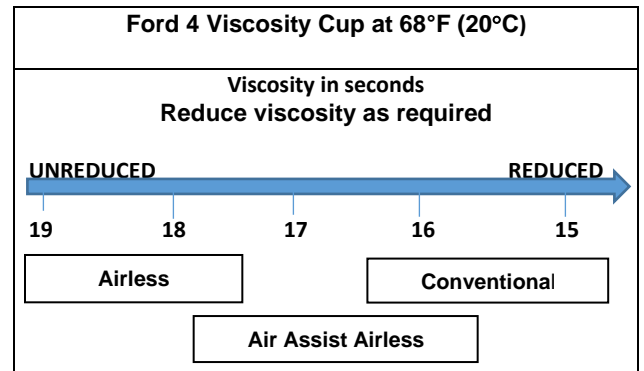 Ford 4 Viscosity Cup at 68°F (20°C)
Viscosity in seconds
Reduce viscosity as required
UNREDUCED REDUCED
19 18 17 16 15
Airless Conventional
Air Assist Airless